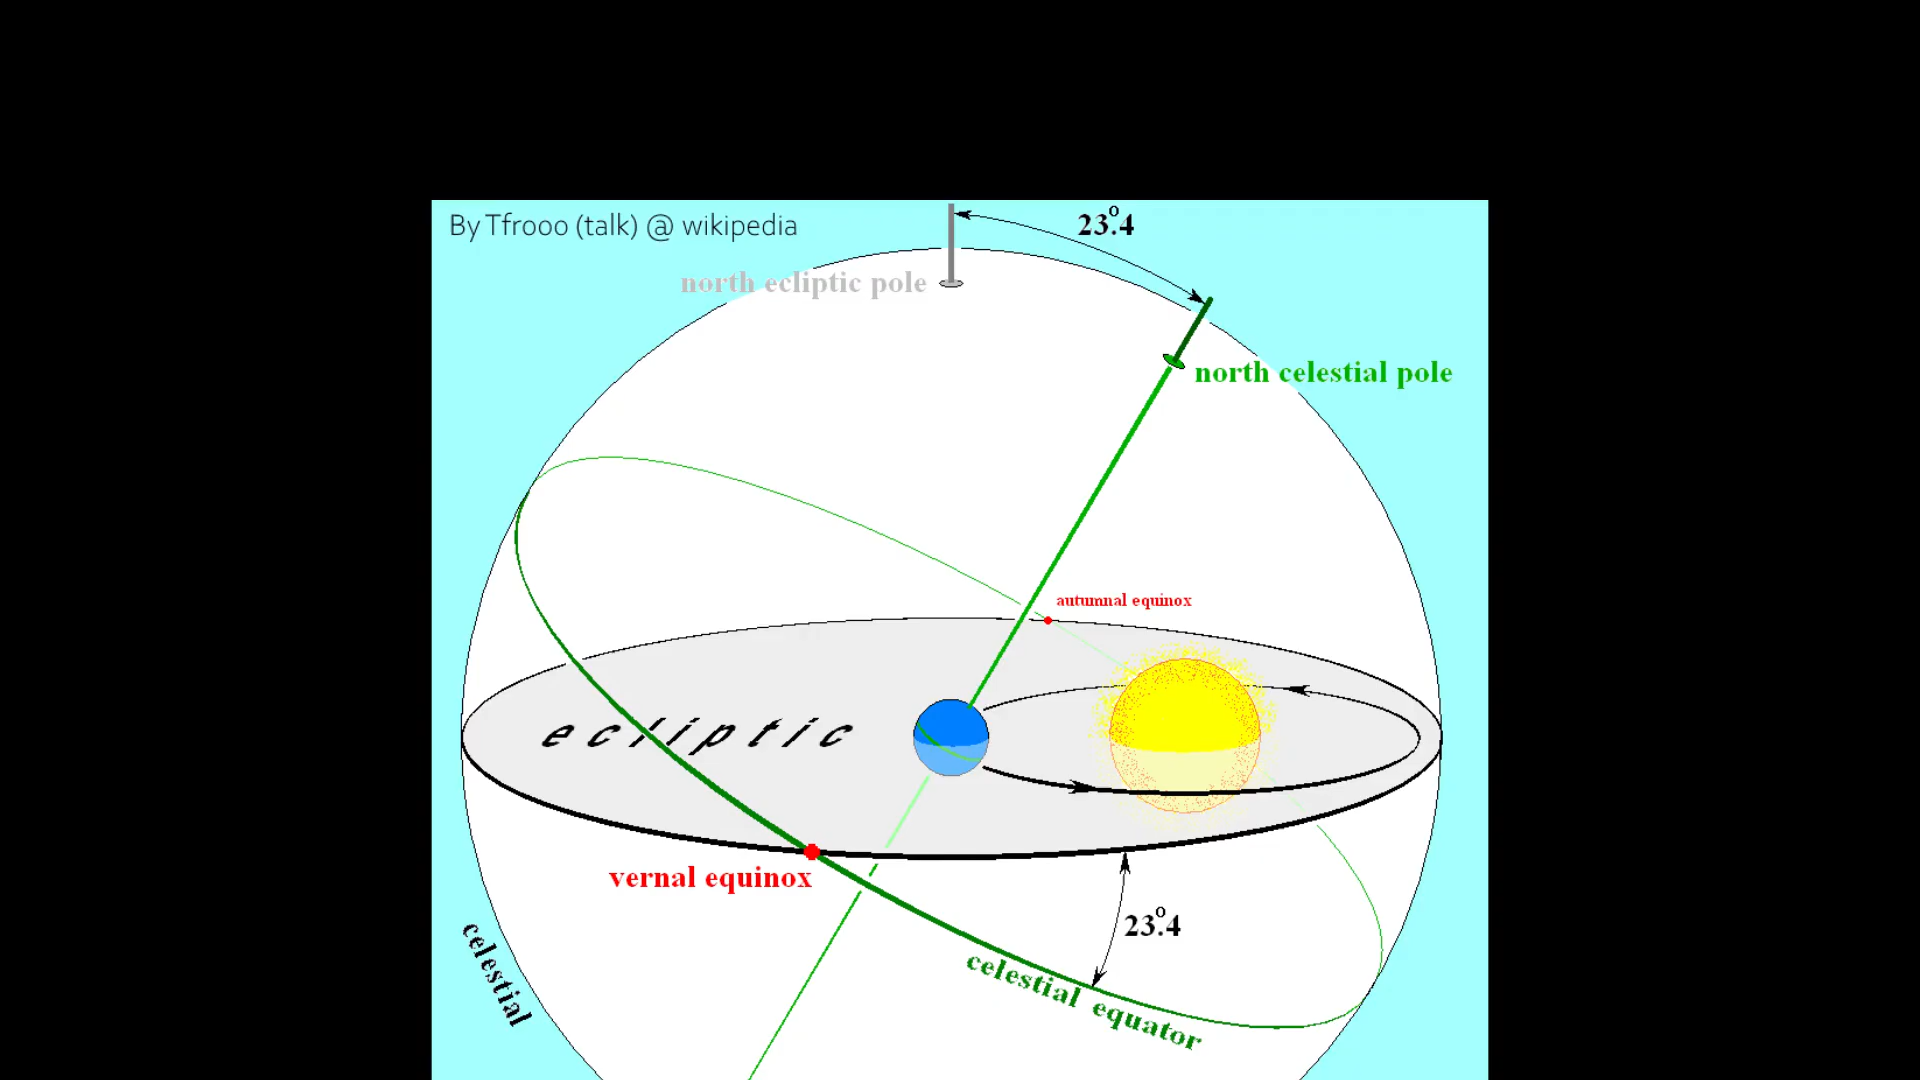 By Tfrooo (talk) @ wikipedia
23°.4
north ecliptic pole
north celestial pole
autumnal equinox
ecliptic
vernal equinox
23°.4
celestial
celestial equator